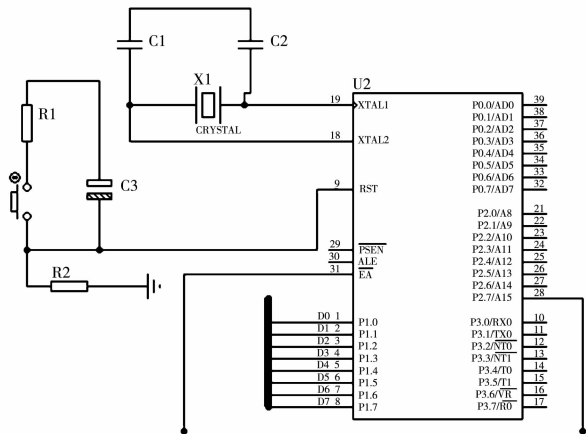 C1
C2
X1
CRYSTAL
R1
C3
R2
U2
19 XTAL1
18 XTAL2
9 RST
29 PSEN
30 ALE
31 EA
D0 1 P1.0
D1 2 P1.1
D2 3 P1.2
D3 4 P1.3
D4 5 P1.4
D5 6 P1.5
D6 7 P1.6
D7 8 P1.7
P0.0/AD0 39
P0.1/AD1 38
P0.2/AD2 37
P0.3/AD3 36
P0.4/AD4 35
P0.5/AD5 34
P0.6/AD6 33
P0.7/AD7 32
P2.0/A8 21
P2.1/A9 22
P2.2/A10 23
P2.3/A11 24
P2.4/A12 25
P2.5/A13 26
P2.6/A14 27
P2.7/A15 28
P3.0/RX0 10
P3.1/TX0 11
P3.2/NT0 12
P3.3/NT1 13
P3.4/T0 14
P3.5/T1 15
P3.6/VR 16
P3.7/R0 17